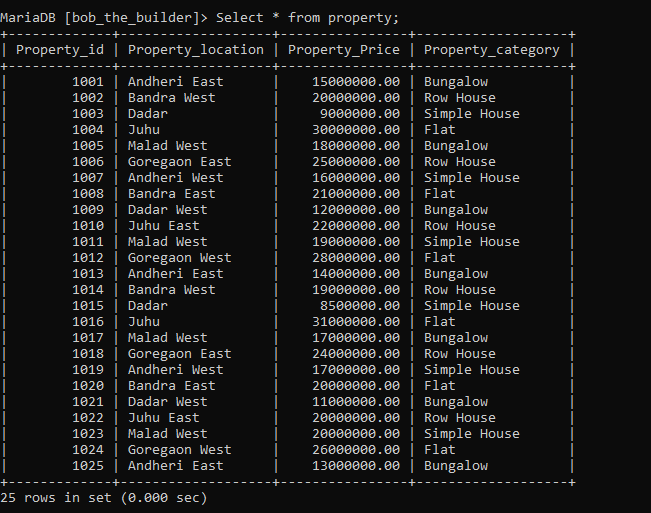 MariaDB [bob_the_builder]> Select * from property;
+-------------+-------------------+----------------+-------------------+
| Property_id | Property_location | Property_Price | Property_category |
+-------------+-------------------+----------------+-------------------+
|        1001 | Andheri East      |    15000000.00 | Bungalow          |
|        1002 | Bandra West       |    20000000.00 | Row House         |
|        1003 | Dadar             |     9000000.00 | Simple House      |
|        1004 | Juhu              |    30000000.00 | Flat              |
|        1005 | Malad West        |    18000000.00 | Bungalow          |
|        1006 | Goregaon East     |    25000000.00 | Row House         |
|        1007 | Andheri West      |    16000000.00 | Simple House      |
|        1008 | Bandra East       |    21000000.00 | Flat              |
|        1009 | Dadar West        |    12000000.00 | Bungalow          |
|        1010 | Juhu East         |    22000000.00 | Row House         |
|        1011 | Malad West        |    19000000.00 | Simple House      |
|        1012 | Goregaon West     |    28000000.00 | Flat              |
|        1013 | Andheri East      |    14000000.00 | Bungalow          |
|        1014 | Bandra West       |    19000000.00 | Row House         |
|        1015 | Dadar             |     8500000.00 | Simple House      |
|        1016 | Juhu              |    31000000.00 | Flat              |
|        1017 | Malad West        |    17000000.00 | Bungalow          |
|        1018 | Goregaon East     |    24000000.00 | Row House         |
|        1019 | Andheri West      |    17000000.00 | Simple House      |
|        1020 | Bandra East       |    20000000.00 | Flat              |
|        1021 | Dadar West        |    11000000.00 | Bungalow          |
|        1022 | Juhu East         |    20000000.00 | Row House         |
|        1023 | Malad West        |    20000000.00 | Simple House      |
|        1024 | Goregaon West     |    26000000.00 | Flat              |
|        1025 | Andheri East      |    13000000.00 | Bungalow          |
+-------------+-------------------+----------------+-------------------+
25 rows in set (0.000 sec)